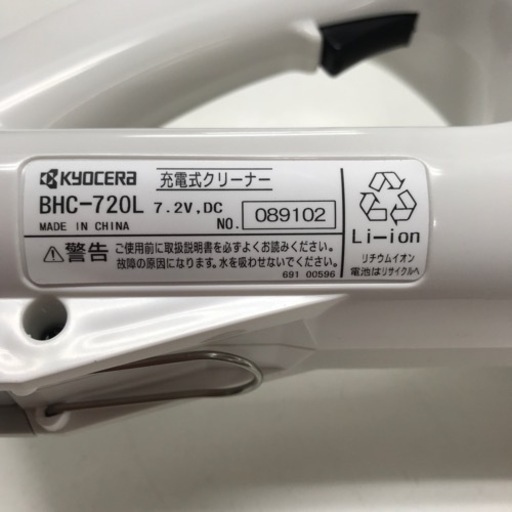 KYOCERA 充電式クリーナー
BHC-720L 7.2V.DC
MADE IN CHINA NO. 089102
警告 ご使用前に取扱説明書を必ずよくお読みください。
故障の原因になります。水を吸わせないでください。
691 00596
Li-ion
リチウムイオン
電池はリサイクルへ